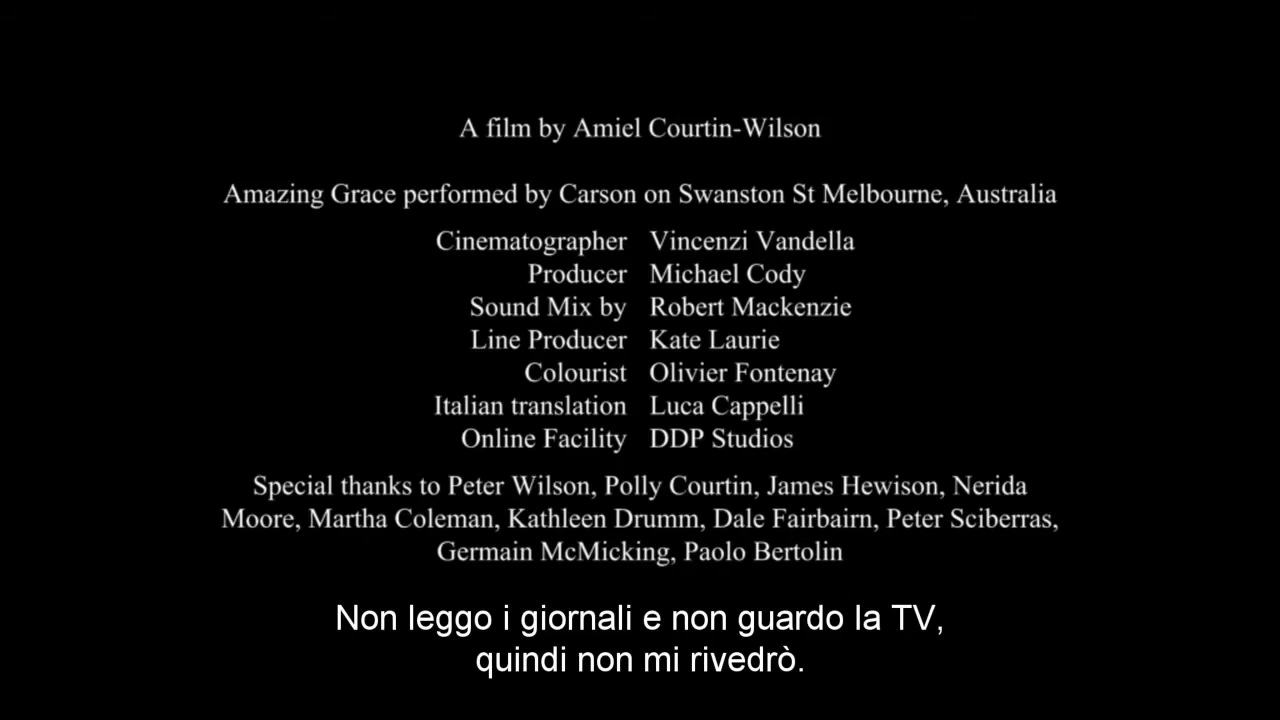 A film by Amiel Courtin-Wilson
Amazing Grace performed by Carson on Swanston St Melbourne, Australia
Cinematographer Vincenzi Vandella
Producer Michael Cody
Sound Mix by Robert Mackenzie
Line Producer Kate Laurie
Colourist Olivier Fontenay
Italian translation Luca Cappelli
Online Facility DDP Studios
Special thanks to Peter Wilson, Polly Courtin, James Hewison, Nerida
Moore, Martha Coleman, Kathleen Drumm, Dale Fairbairn, Peter Sciberras,
Germain McMicking, Paolo Bertolin
Non leggo i giornali e non guardo la TV,
quindi non mi rivedrò.